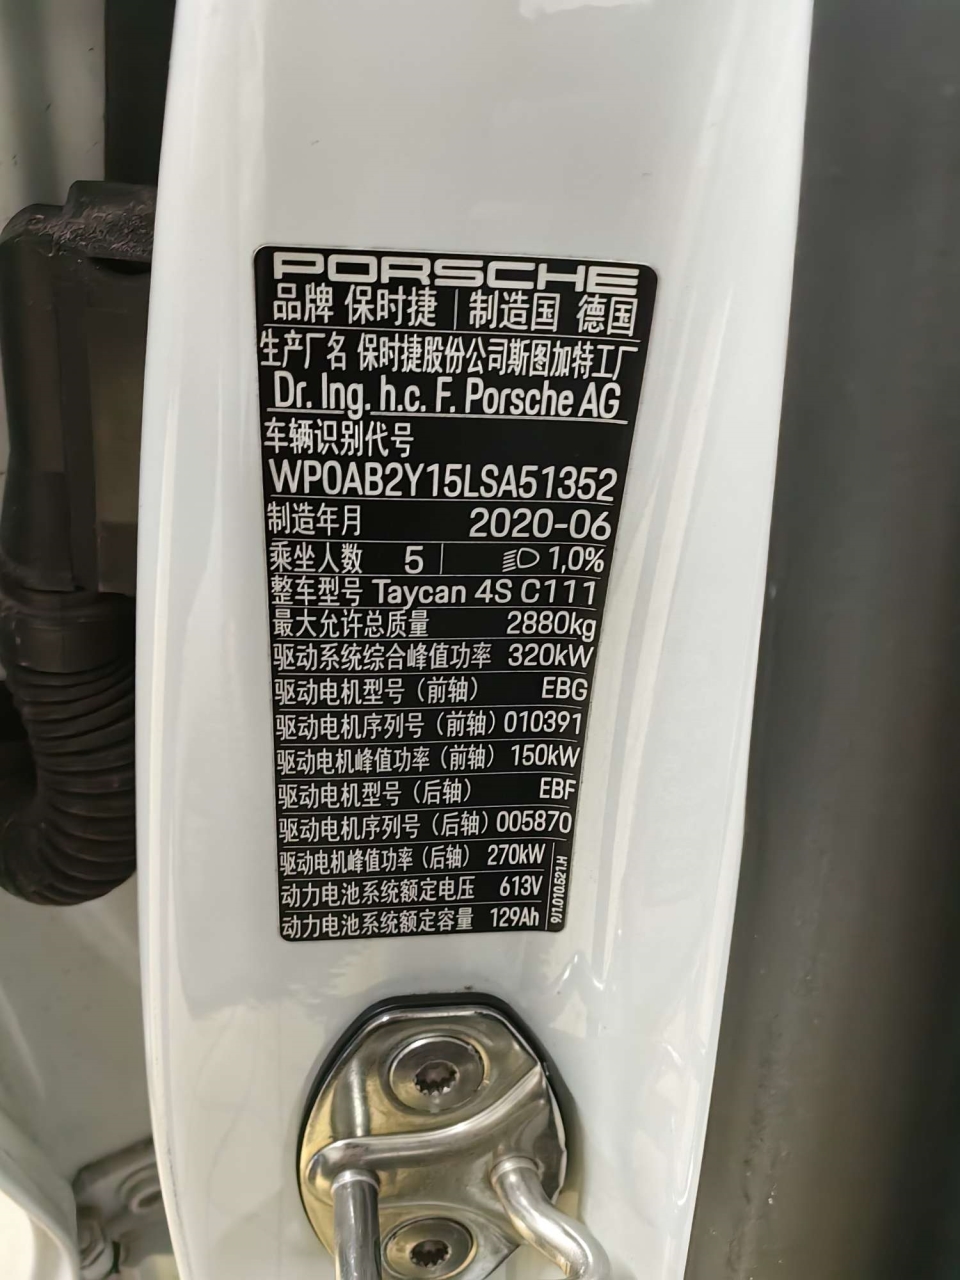 PORSCHE
品牌 保时捷 制造国 德国
生产厂名 保时捷股份公司斯图加特工厂
Dr. Ing. h.c. F. Porsche AG
车辆识别代号
WP0AB2Y15LSA51352
制造年月 2020-06
乘坐人数 5 1,0%
整车型号 Taycan 4S C111
最大允许总质量 2880kg
驱动系统综合峰值功率 320kW
驱动电机型号（前轴） EBG
驱动电机序列号（前轴）010391
驱动电机峰值功率（前轴）150kW
驱动电机型号（后轴） EBF
驱动电机序列号（后轴）005870
驱动电机峰值功率（后轴）270kW
动力电池系统额定电压 613V
动力电池系统额定容量 129Ah
9J1.010.621.H